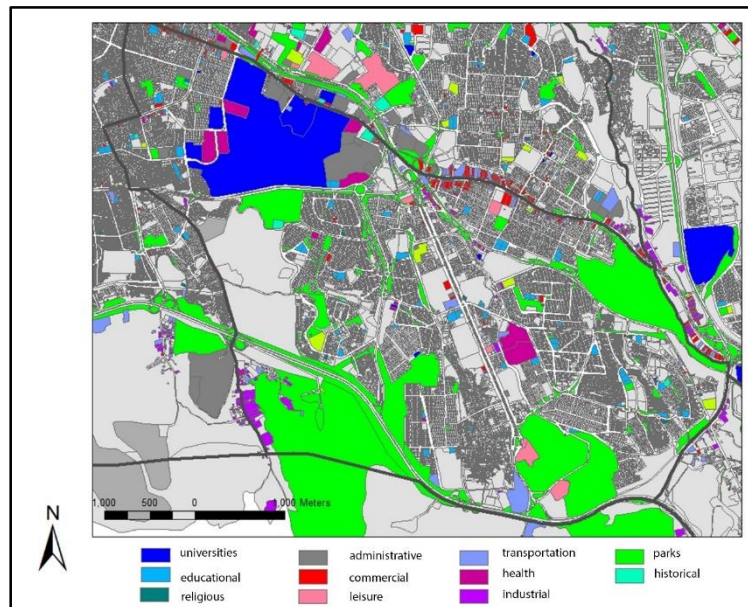 1,000 500 0 1,000 Meters
N
universities administrative transportation parks
educational commercial health historical
religious leisure industrial